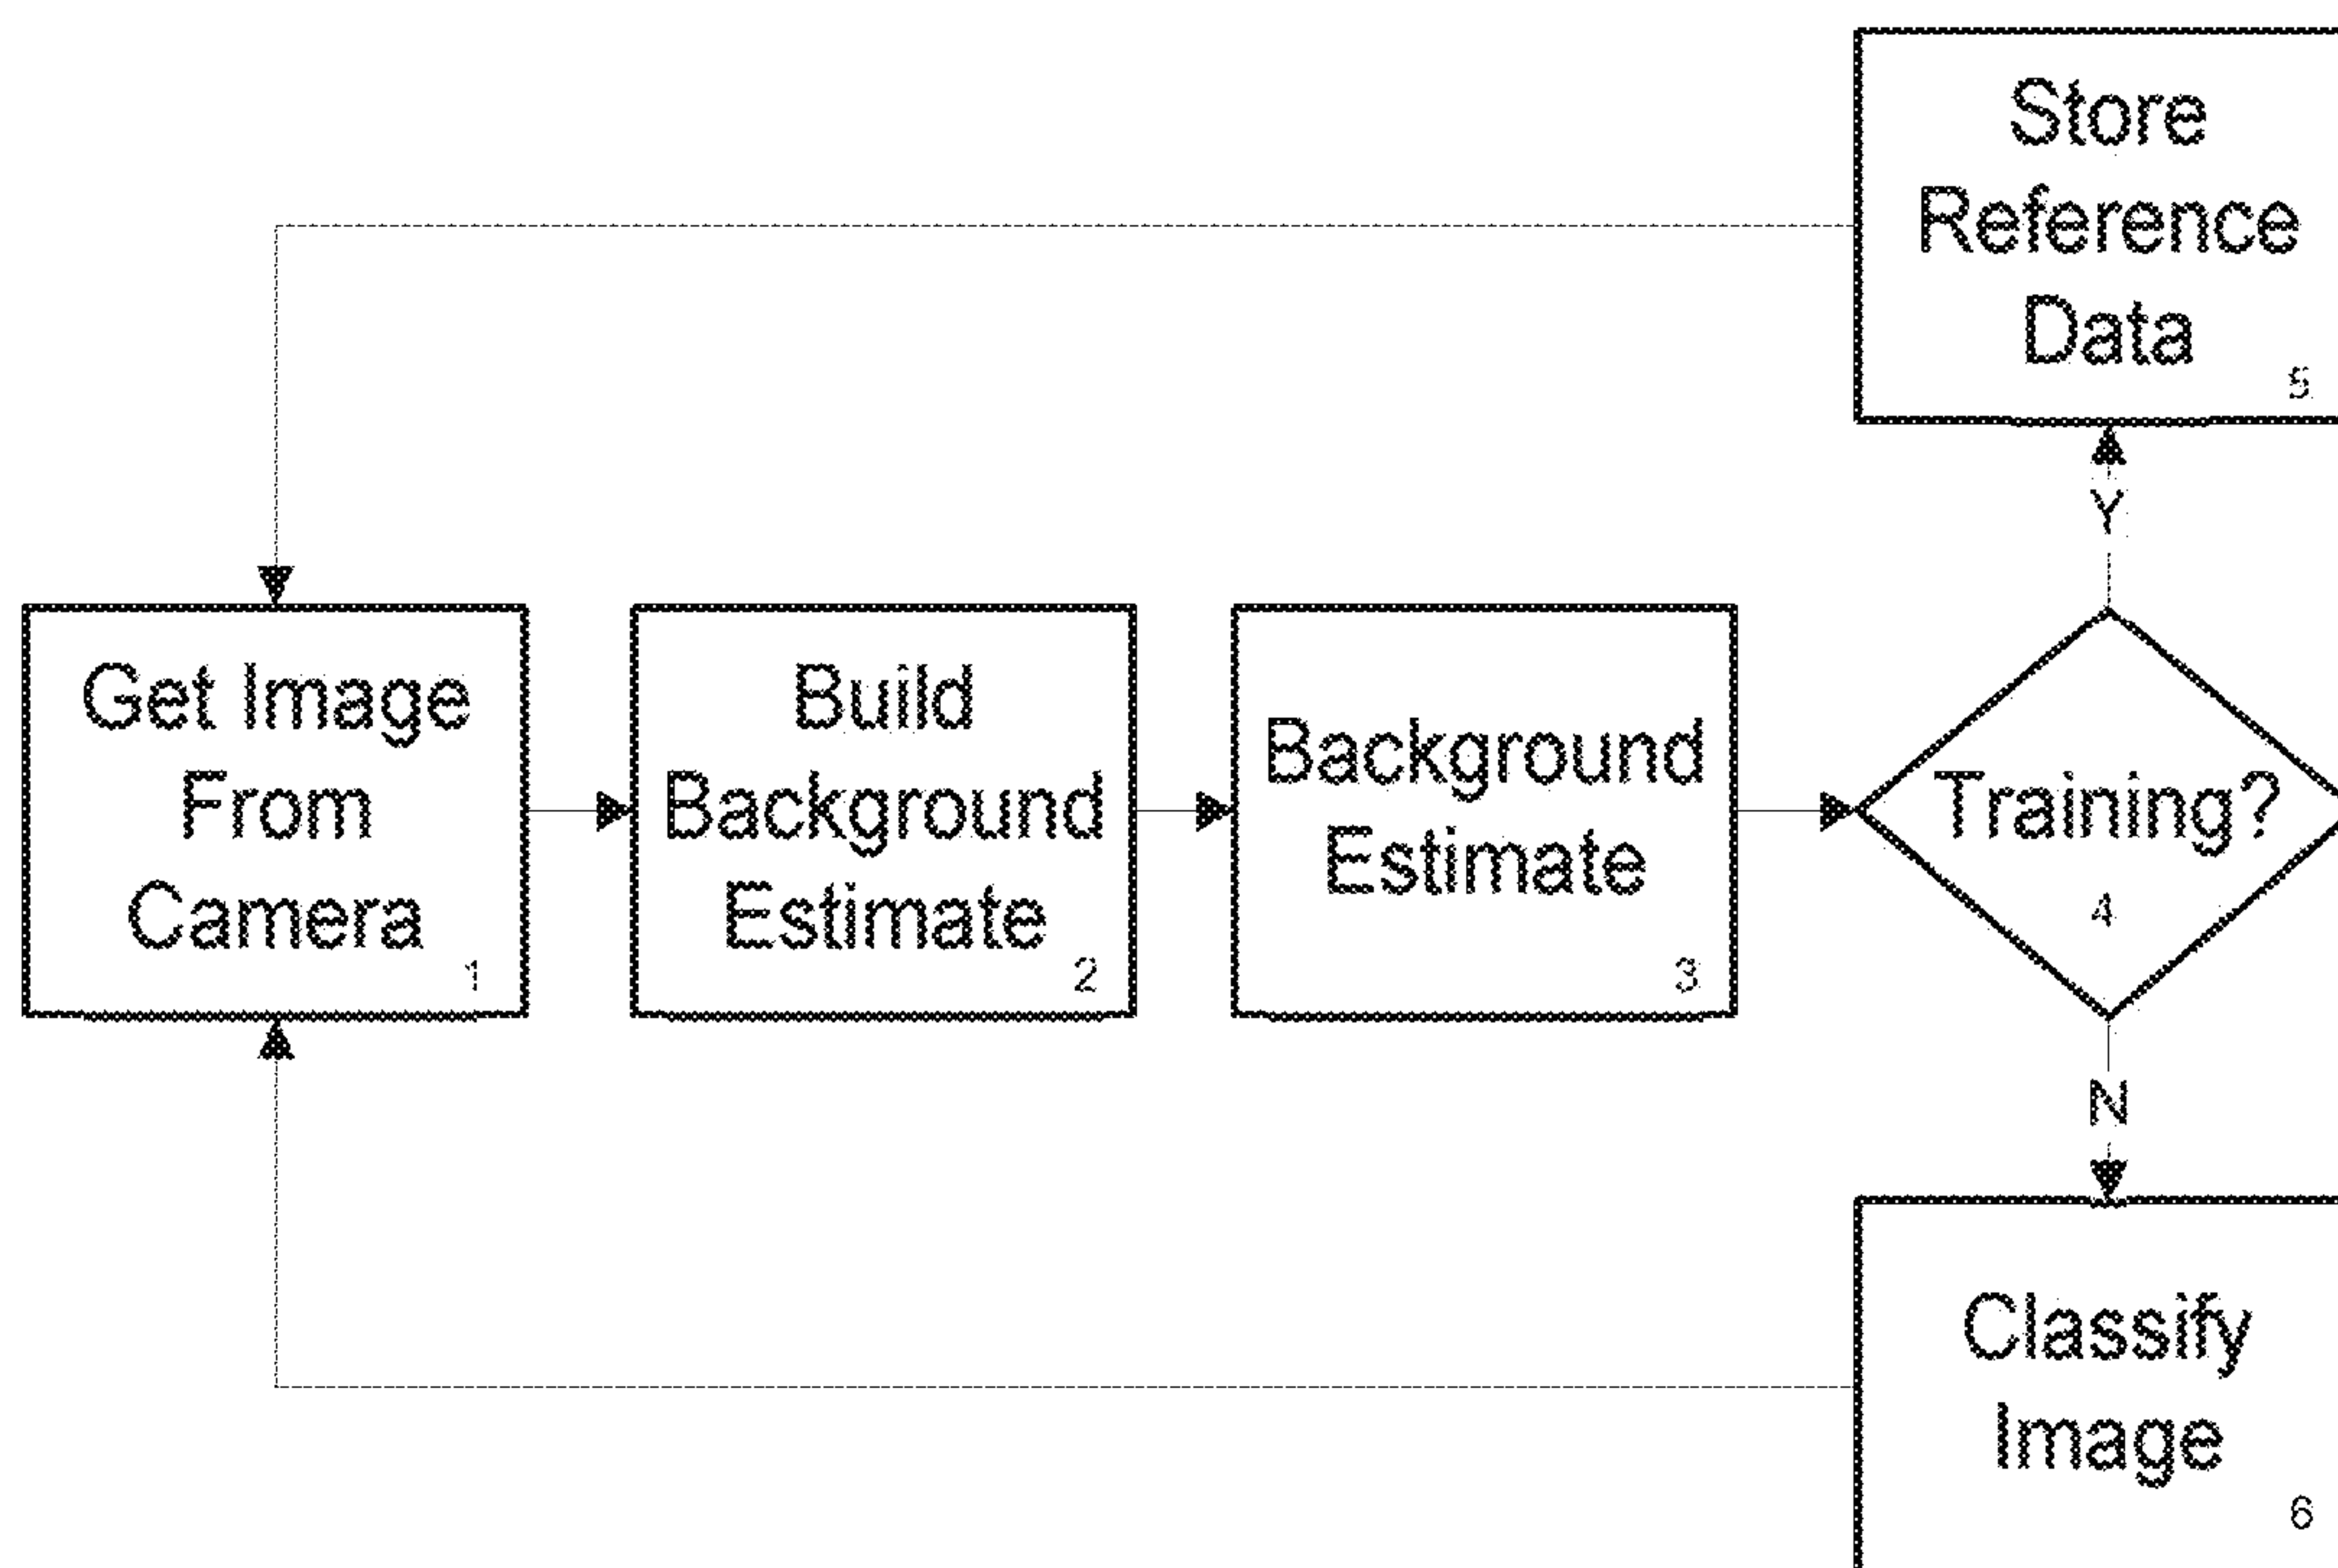 Store
Reference
Data
5
Y
Get Image
From
Camera
1
Build
Background
Estimate
2
Background
Estimate
3
Training?
4
N
Classify
Image
6